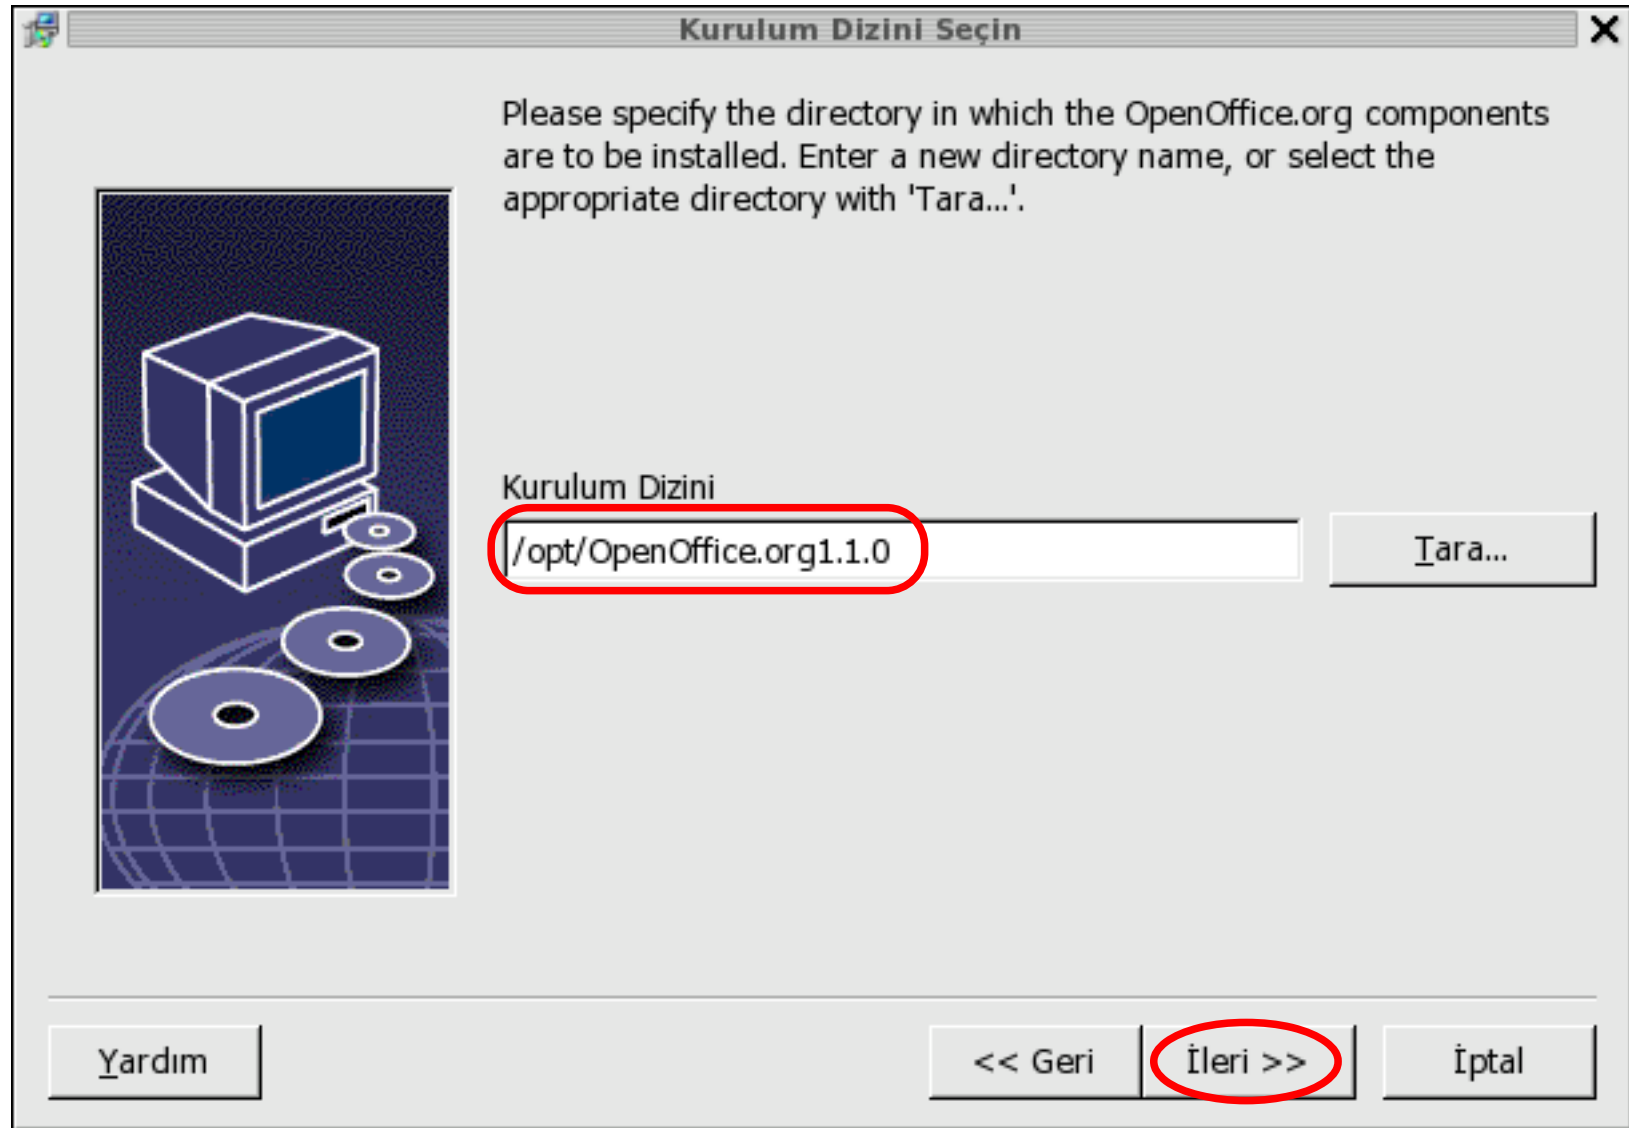 Kurulum Dizini Seçin
Please specify the directory in which the OpenOffice.org components
are to be installed. Enter a new directory name, or select the
appropriate directory with 'Tara...'.
Kurulum Dizini
/opt/OpenOffice.org1.1.0
Tara...
Yardım
<< Geri
İleri >>
İptal